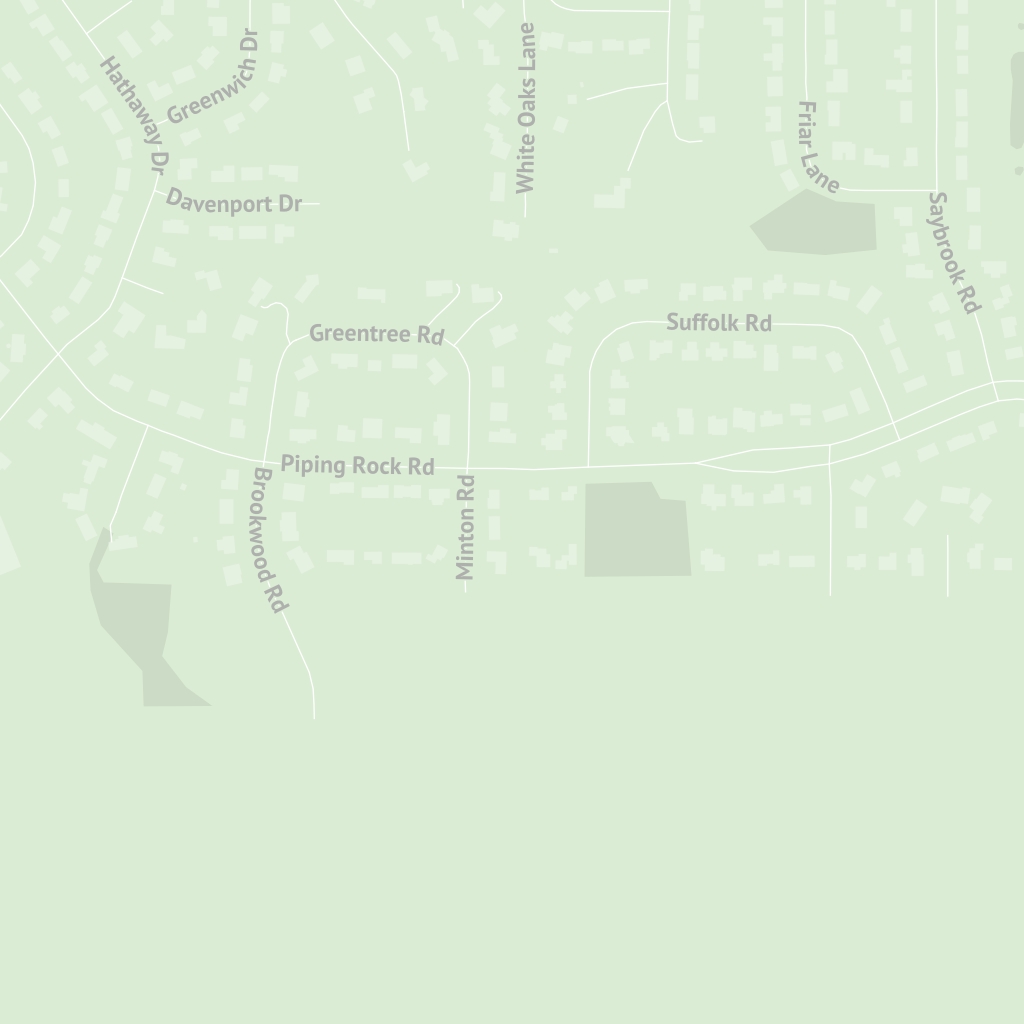 Greenwich Dr
Hathaway Dr
White Oaks Lane
Friar Lane
Davenport Dr
Saybrook Rd
Greentree Rd
Suffolk Rd
Piping Rock Rd
Brookwood Rd
Minton Rd